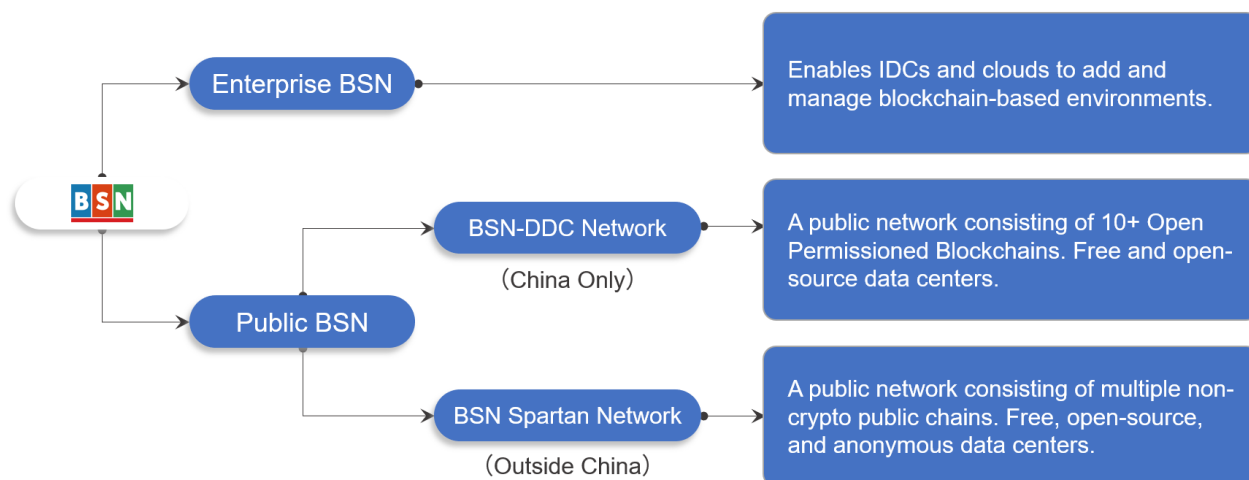 Enterprise BSN
Enables IDCs and clouds to add and
manage blockchain-based environments.
BSN
BSN-DDC Network
（China Only）
A public network consisting of 10+ Open
Permissioned Blockchains. Free and open-
source data centers.
Public BSN
BSN Spartan Network
（Outside China）
A public network consisting of multiple non-
crypto public chains. Free, open-source,
and anonymous data centers.